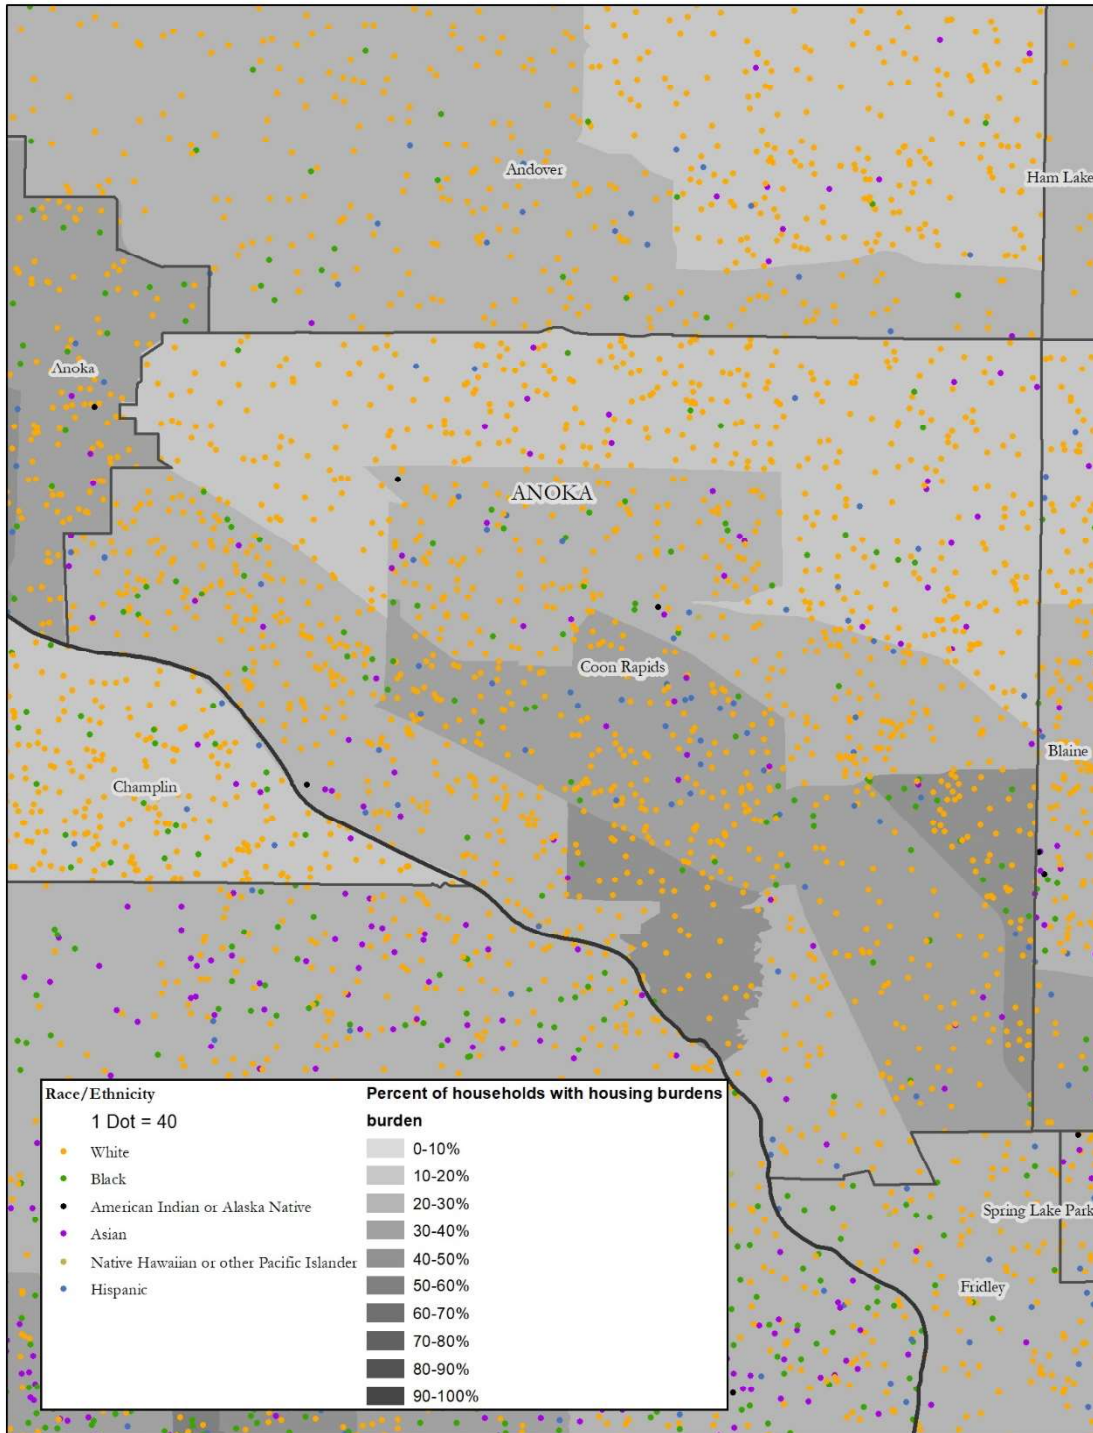 Andover
Ham Lake
Anoka
ANOKA
Coon Rapids
Blaine
Champlin
Race/Ethnicity
1 Dot = 40
White
Black
American Indian or Alaska Native
Asian
Native Hawaiian or other Pacific Islander
Hispanic
Percent of households with housing burdens
burden
0-10%
10-20%
20-30%
30-40%
40-50%
50-60%
60-70%
70-80%
80-90%
90-100%
Spring Lake Park
Fridley